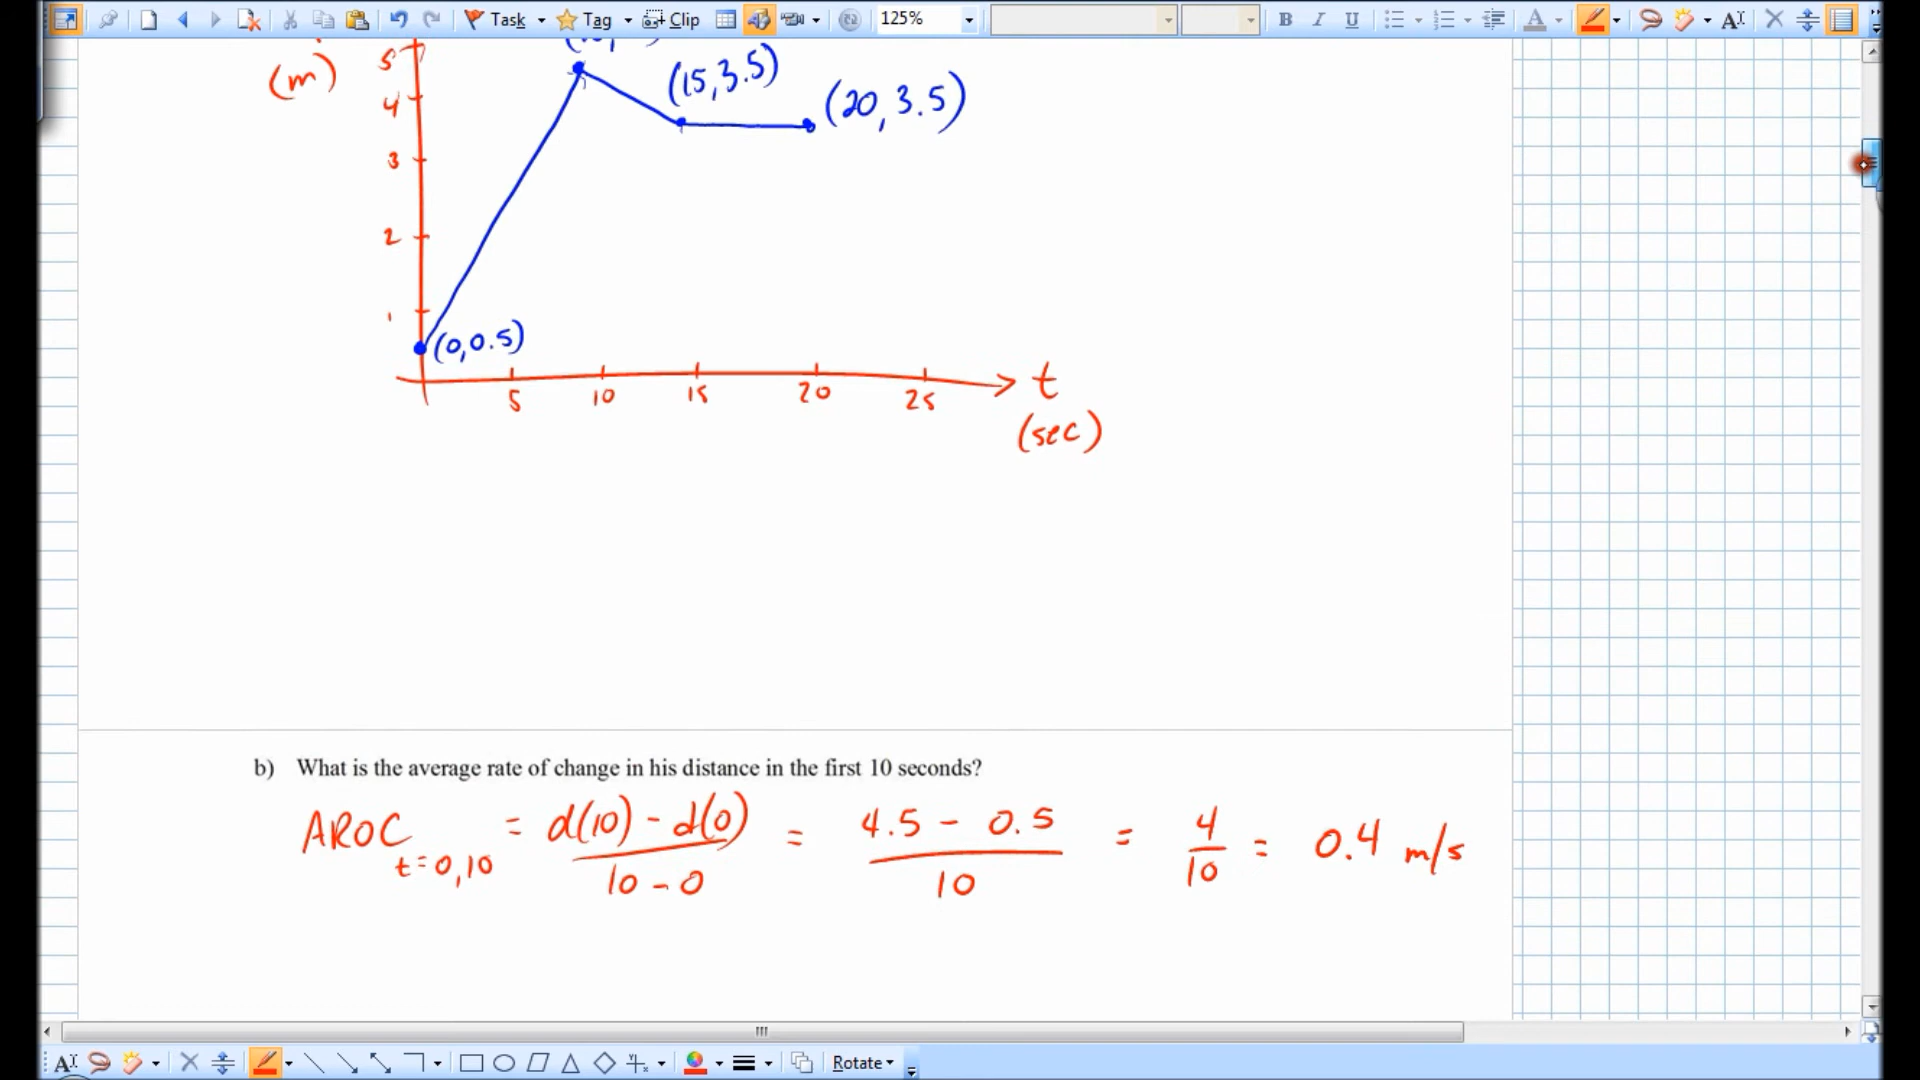 Task Tag Clip 125% B I U A
5
(m)
4
(15,3.5)
(20,3.5)
3
2
1
(0,0.5)
5 10 15 20 25
t
(sec)
b) What is the average rate of change in his distance in the first 10 seconds?
AROC t=0,10 = d(10) - d(0) / 10 - 0 = 4.5 - 0.5 / 10 = 4/10 = 0.4 m/s
Rotate